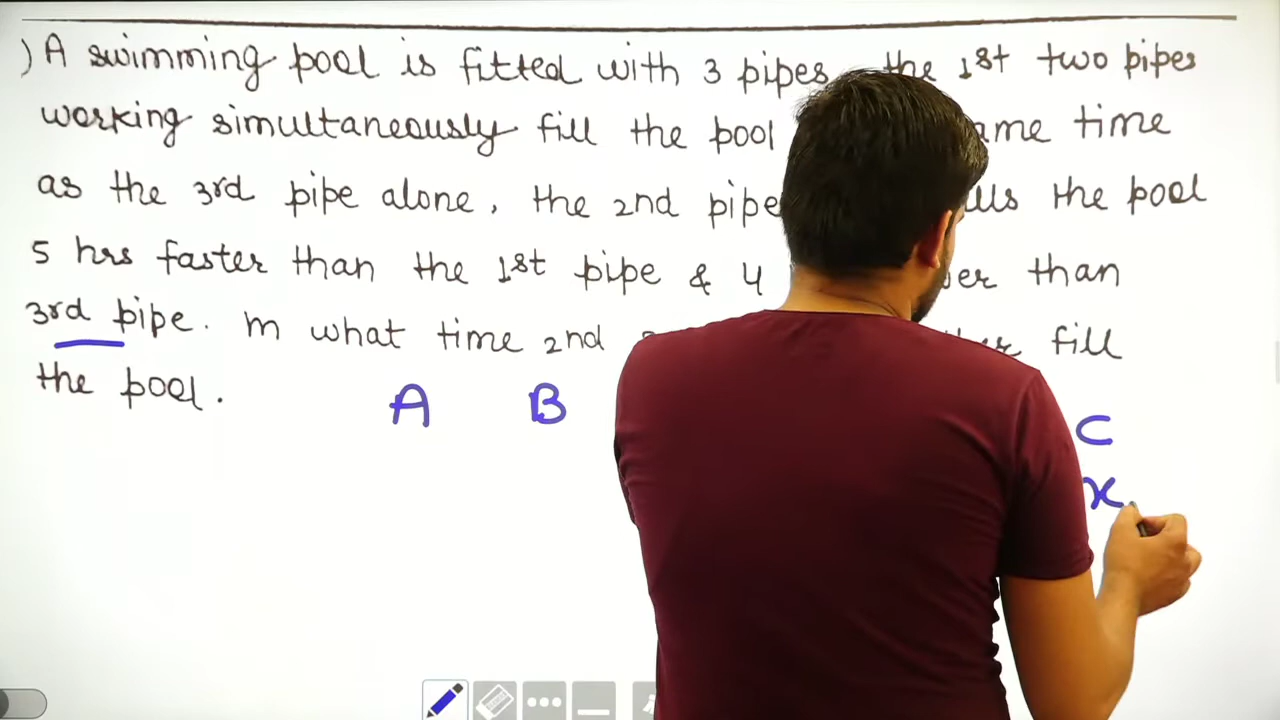 ) A swimming pool is fitted with 3 pipes the 1st two pipes
working simultaneously fill the pool ame time
as the 3rd pipe alone, the 2nd pipe lls the pool
5 hrs faster than the 1st pipe & 4 wer than
3rd pipe. In what time 2nd er fill
the pool.
A B C
x